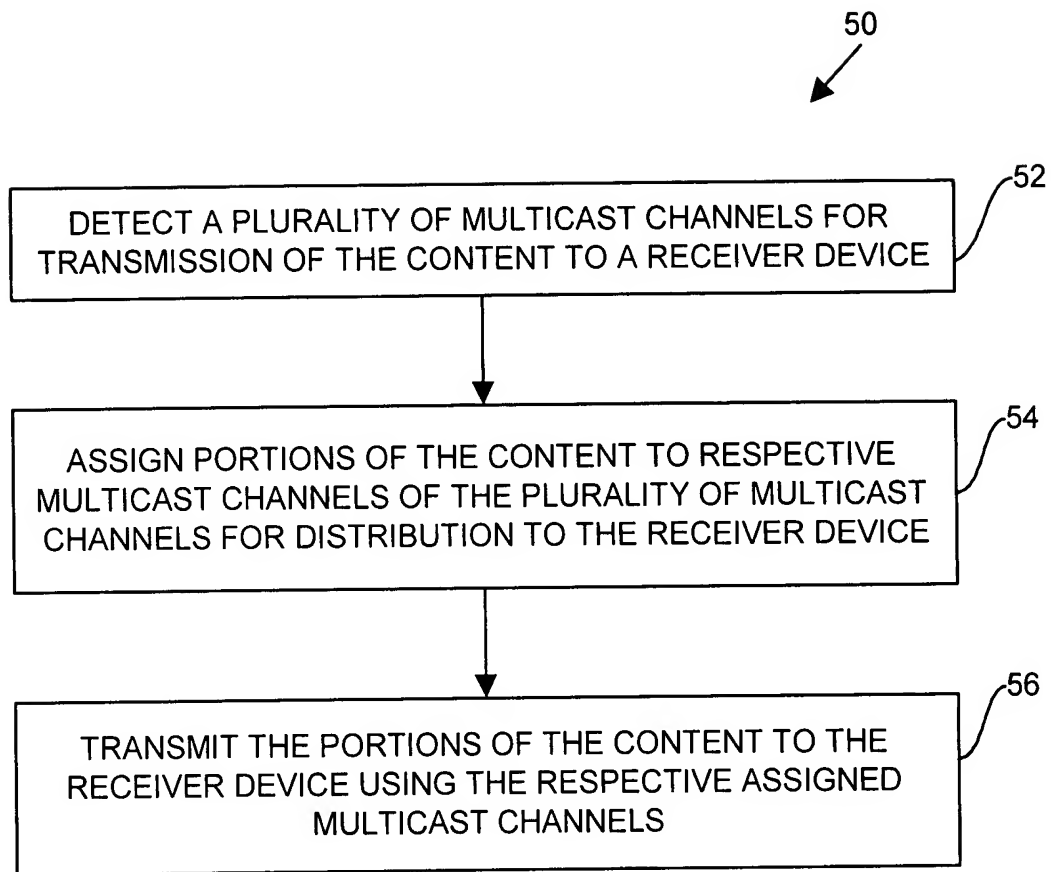 50
52
DETECT A PLURALITY OF MULTICAST CHANNELS FOR
TRANSMISSION OF THE CONTENT TO A RECEIVER DEVICE
54
ASSIGN PORTIONS OF THE CONTENT TO RESPECTIVE
MULTICAST CHANNELS OF THE PLURALITY OF MULTICAST
CHANNELS FOR DISTRIBUTION TO THE RECEIVER DEVICE
56
TRANSMIT THE PORTIONS OF THE CONTENT TO THE
RECEIVER DEVICE USING THE RESPECTIVE ASSIGNED
MULTICAST CHANNELS